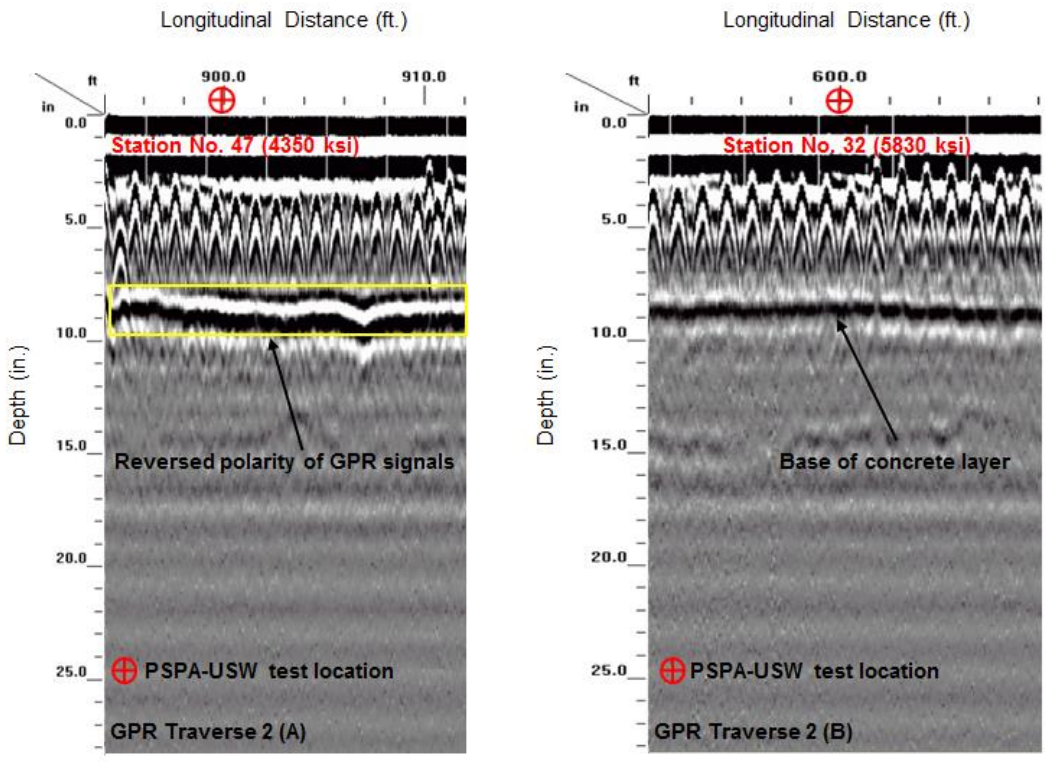 Longitudinal Distance (ft.)
ft
900.0
910.0
in
0.0
Station No. 47 (4350 ksi)
5.0
10.0
Depth (in.)
15.0
Reversed polarity of GPR signals
20.0
25.0
PSPA-USW test location
GPR Traverse 2 (A)
Longitudinal Distance (ft.)
ft
600.0
in
0.0
Station No. 32 (5830 ksi)
5.0
10.0
Depth (in.)
15.0
Base of concrete layer
20.0
25.0
PSPA-USW test location
GPR Traverse 2 (B)